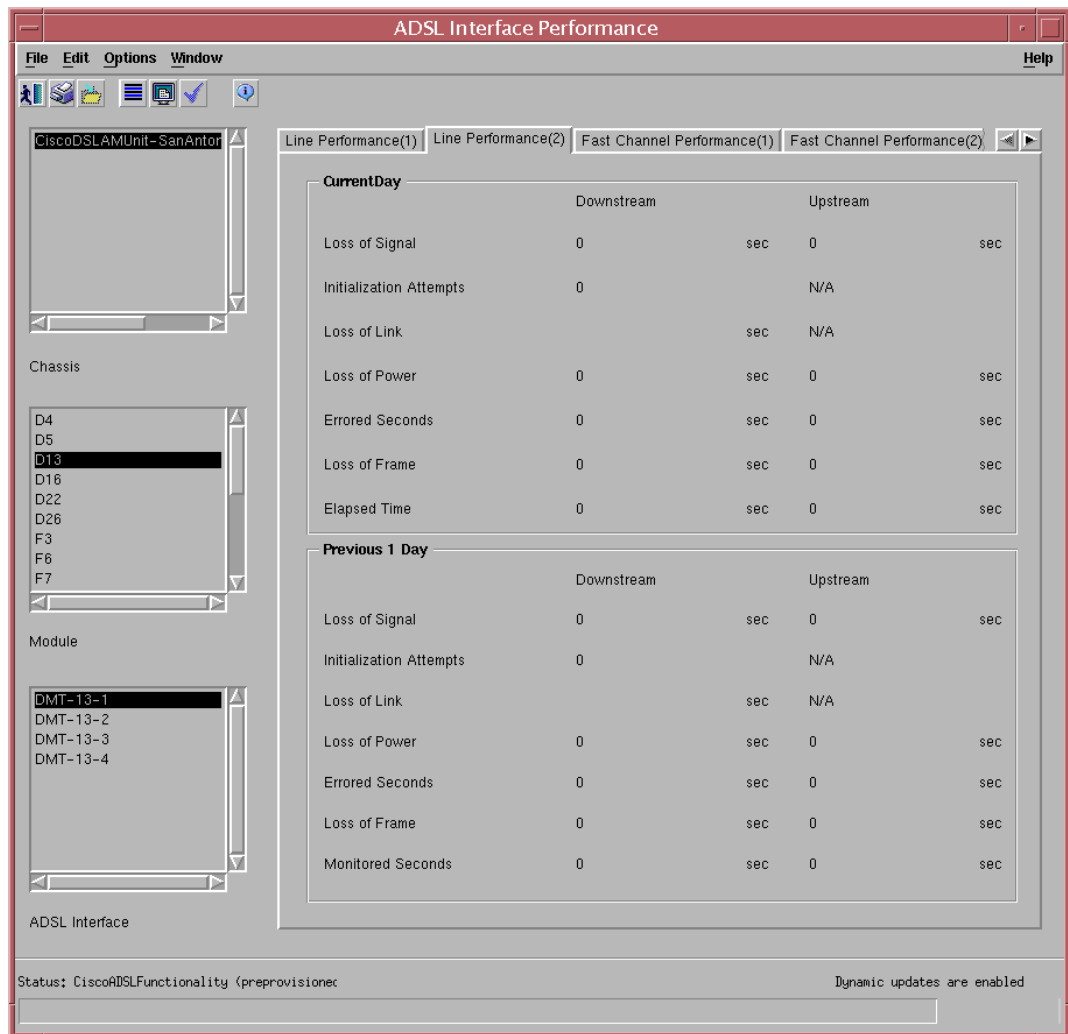 ADSL Interface Performance
File Edit Options Window Help
CiscoDSLAMUnit-SanAntor
Chassis
D4
D5
D13
D16
D22
D26
F3
F6
F7
Module
DMT-13-1
DMT-13-2
DMT-13-3
DMT-13-4
ADSL Interface
Line Performance(1) Line Performance(2) Fast Channel Performance(1) Fast Channel Performance(2)
CurrentDay
Downstream Upstream
Loss of Signal 0 sec 0 sec
Initialization Attempts 0 N/A
Loss of Link sec N/A
Loss of Power 0 sec 0 sec
Errored Seconds 0 sec 0 sec
Loss of Frame 0 sec 0 sec
Elapsed Time 0 sec 0 sec
Previous 1 Day
Downstream Upstream
Loss of Signal 0 sec 0 sec
Initialization Attempts 0 N/A
Loss of Link sec N/A
Loss of Power 0 sec 0 sec
Errored Seconds 0 sec 0 sec
Loss of Frame 0 sec 0 sec
Monitored Seconds 0 sec 0 sec
Status: CiscoADSLFunctionality (preprovisioned Dynamic updates are enabled